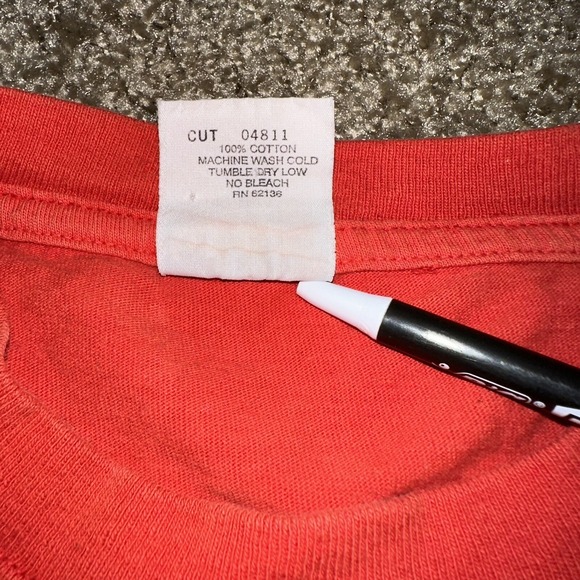 CUT 04811
100% COTTON
MACHINE WASH COLD
TUMBLE DRY LOW
NO BLEACH
RN 62136